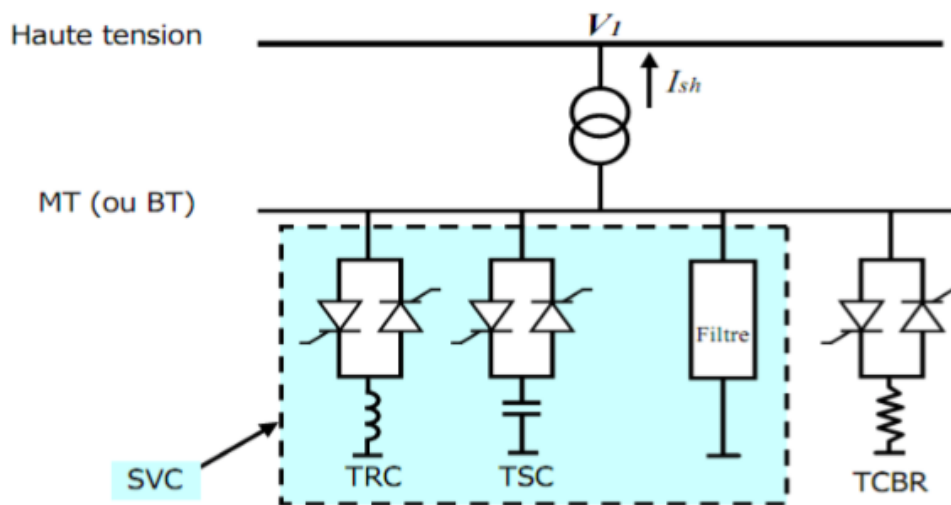 Haute tension
V1
Ish
MT (ou BT)
Filtre
SVC
TRC
TSC
TCBR